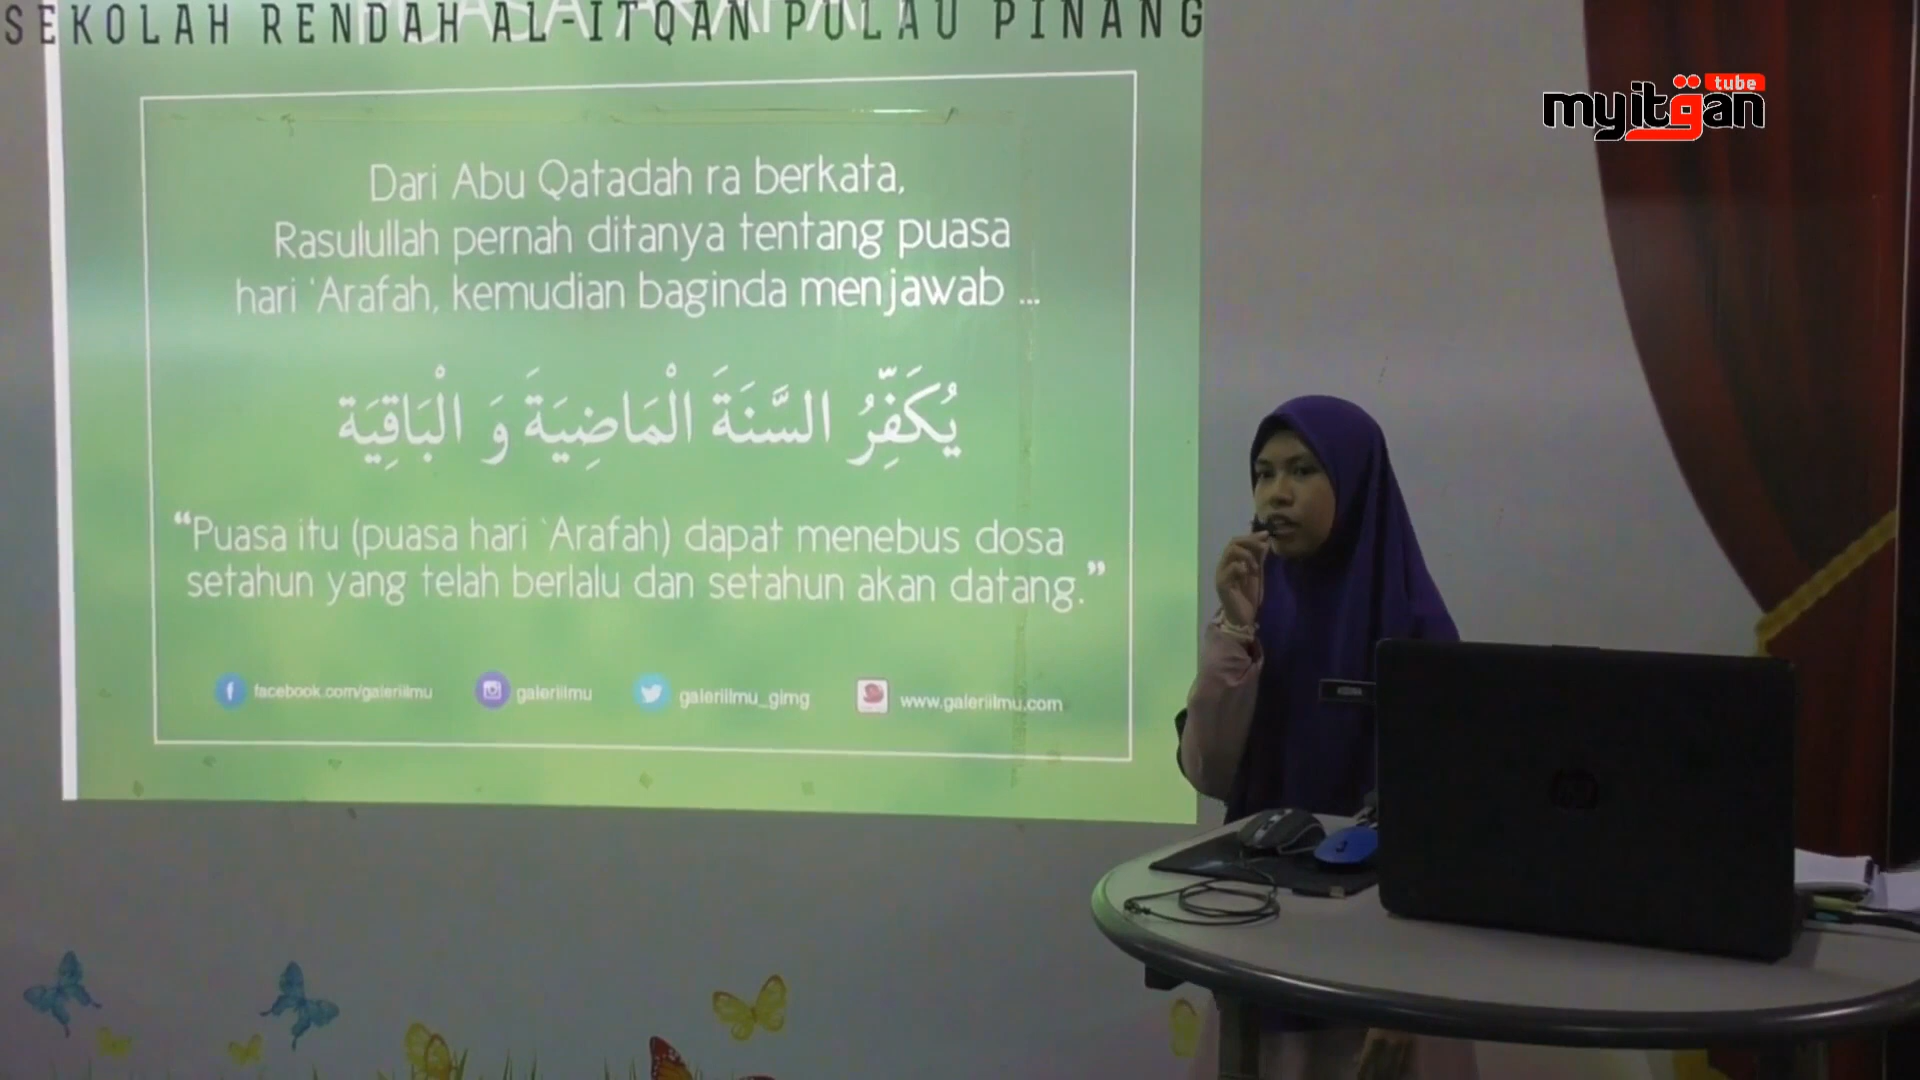 SEKOLAH RENDAH AL-ITQAN PULAU PINANG
myitqan tube
Dari Abu Qatadah ra berkata,
Rasulullah pernah ditanya tentang puasa
hari 'Arafah, kemudian baginda menjawab ...
يُكَفِّرُ السَّنَةَ الْمَاضِيَةَ وَ الْبَاقِيَة
“Puasa itu (puasa hari `Arafah) dapat menebus dosa
setahun yang telah berlalu dan setahun akan datang.”
facebook.com/galeriilmu galeriilmu galeriilmu_gimg www.galeriilmu.com